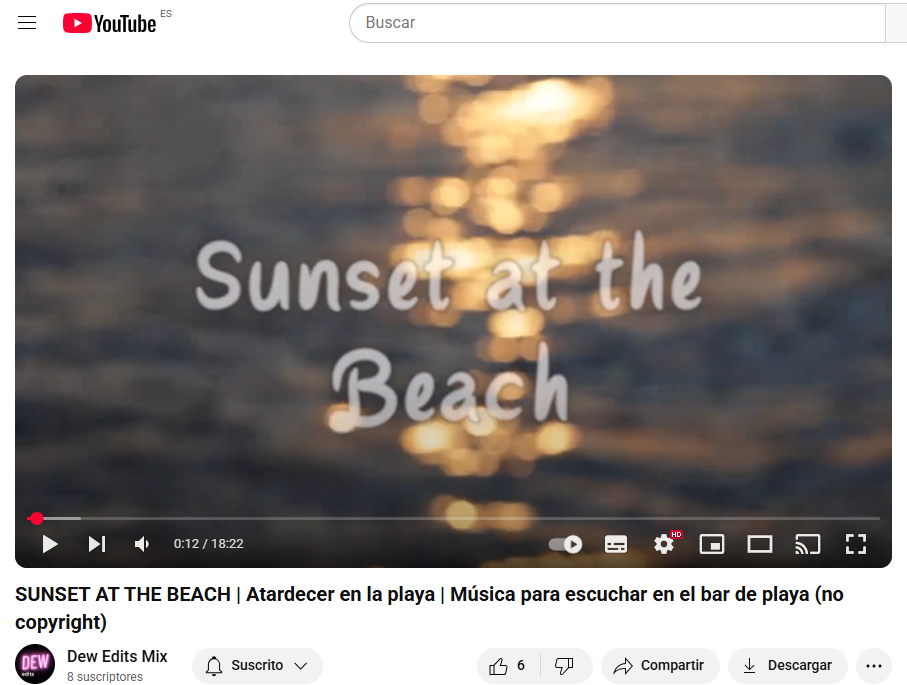 YouTube ES
Buscar
Sunset at the
Beach
HD
0:12 / 18:22
SUNSET AT THE BEACH | Atardecer en la playa | Música para escuchar en el bar de playa (no
copyright)
DEW
edits
Dew Edits Mix
8 suscriptores
Suscrito
6
Compartir
Descargar